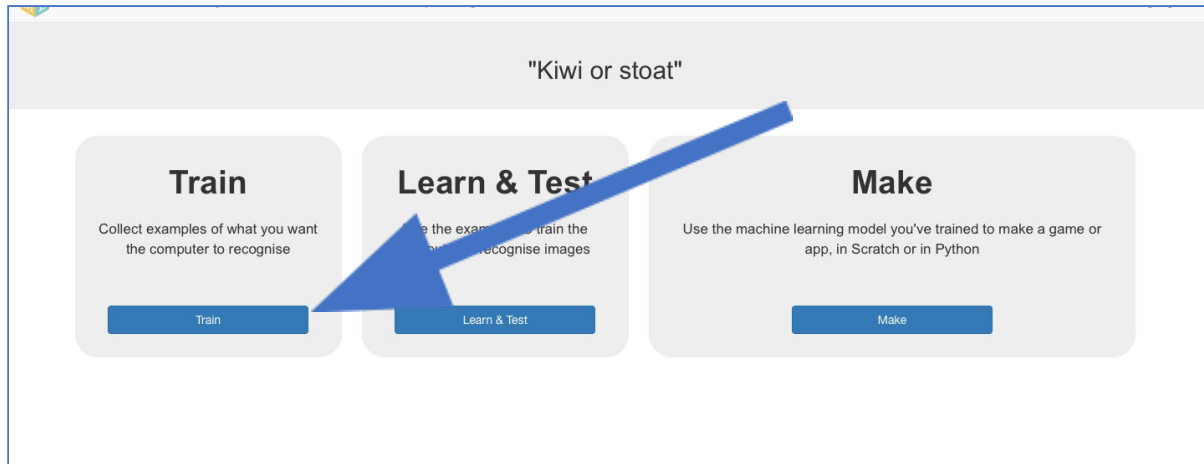 "Kiwi or stoat"
Train
Collect examples of what you want
the computer to recognise
Train
Learn & Test
the train the
recognise images
Learn & Test
Make
Use the machine learning model you've trained to make a game or
app, in Scratch or in Python
Make